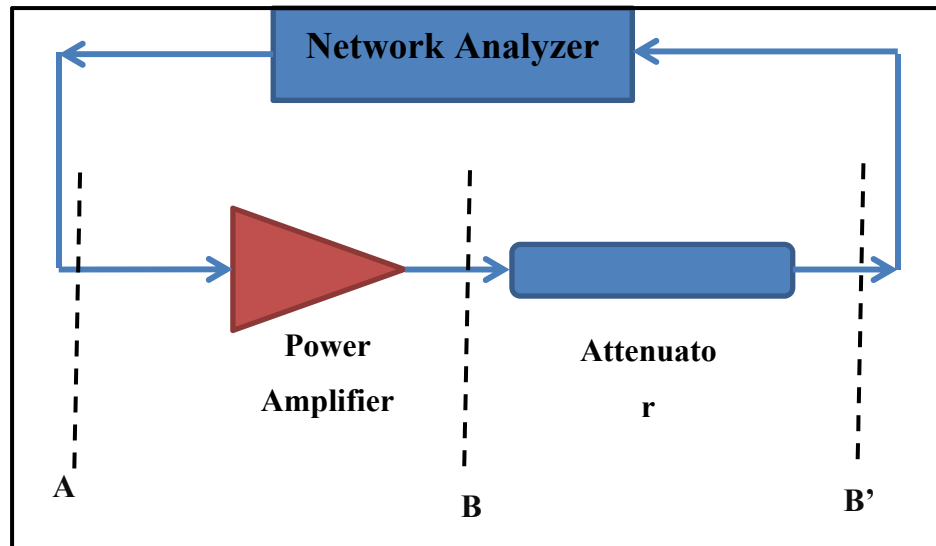 Network Analyzer
Power
Amplifier
Attenuato
r
A
B
B’